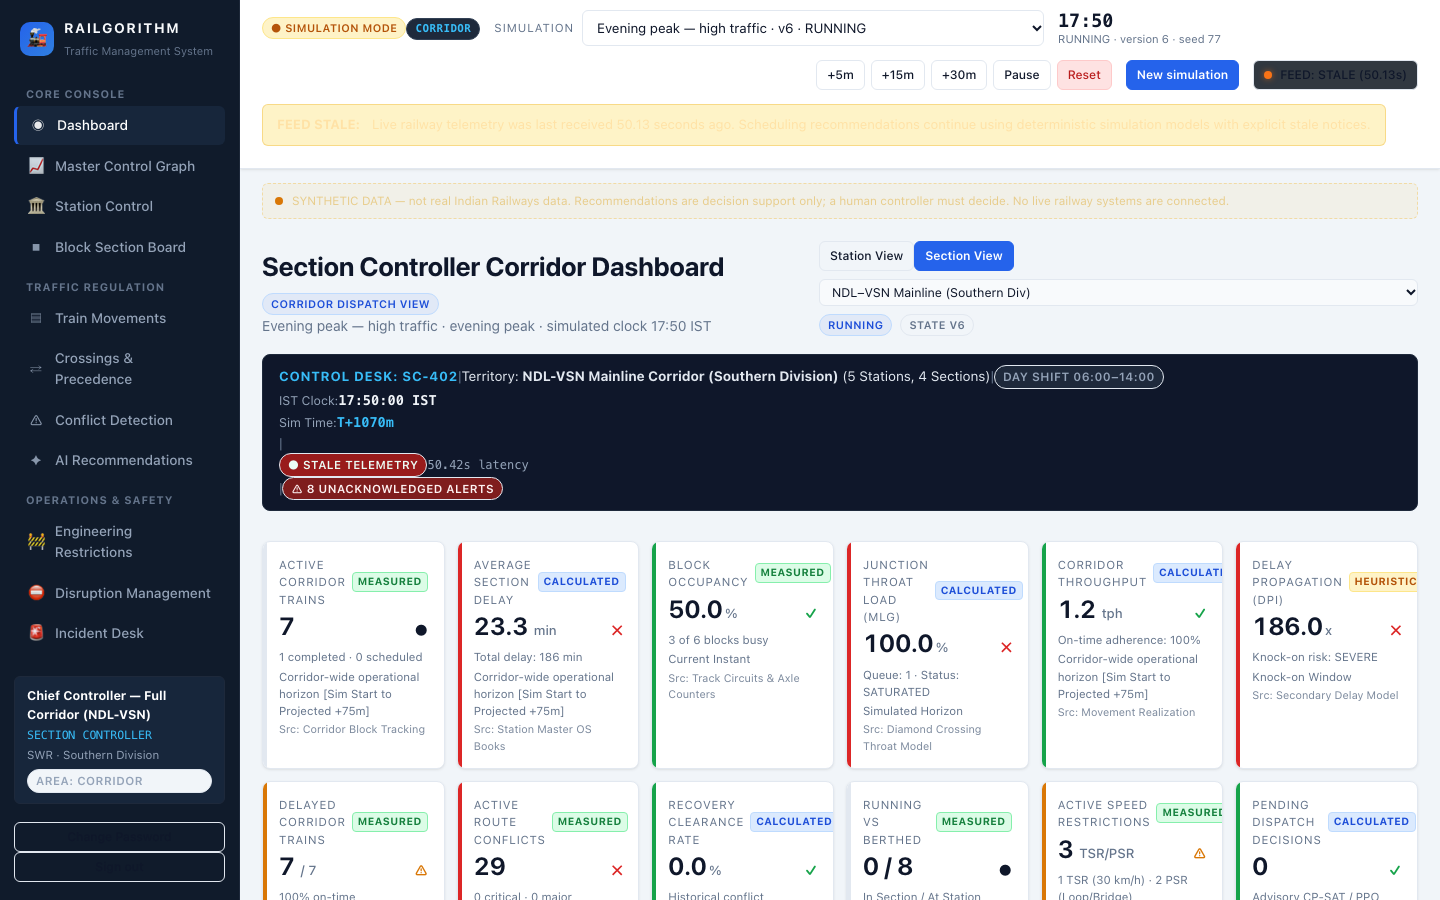 RAILGORITHM
Traffic Management System
CORE CONSOLE
Dashboard
Master Control Graph
Station Control
Block Section Board
TRAFFIC REGULATION
Train Movements
Crossings &
Precedence
Conflict Detection
AI Recommendations
OPERATIONS & SAFETY
Engineering
Restrictions
Disruption Management
Incident Desk
Chief Controller — Full
Corridor (NDL-VSN)
SECTION CONTROLLER
SWR · Southern Division
AREA: CORRIDOR
SIMULATION MODE
CORRIDOR
SIMULATION
Evening peak — high traffic · v6 · RUNNING
17:50
RUNNING · version 6 · seed 77
+5m
+15m
+30m
Pause
Reset
New simulation
FEED: STALE (50.13s)
FEED STALE: Live railway telemetry was last received 50.13 seconds ago. Scheduling recommendations continue using deterministic simulation models with explicit stale notices.
SYNTHETIC DATA — not real Indian Railways data. Recommendations are decision support only; a human controller must decide. No live railway systems are connected.
Section Controller Corridor Dashboard
CORRIDOR DISPATCH VIEW
Evening peak — high traffic · evening peak · simulated clock 17:50 IST
Station View
Section View
NDL–VSN Mainline (Southern Div)
RUNNING
STATE V6
CONTROL DESK: SC-402|Territory: NDL-VSN Mainline Corridor (Southern Division) (5 Stations, 4 Sections)|DAY SHIFT 06:00–14:00
IST Clock:17:50:00 IST
Sim Time:T+1070m
|
STALE TELEMETRY 50.42s latency
|⚠ 8 UNACKNOWLEDGED ALERTS
ACTIVE
CORRIDOR
TRAINS
MEASURED
7
1 completed · 0 scheduled
Corridor-wide operational
horizon [Sim Start to
Projected +75m]
Src: Corridor Block Tracking
AVERAGE
SECTION
DELAY
CALCULATED
23.3 min
Total delay: 186 min
Corridor-wide operational
horizon [Sim Start to
Projected +75m]
Src: Station Master OS
Books
BLOCK
OCCUPANCY
MEASURED
50.0%
3 of 6 blocks busy
Current Instant
Src: Track Circuits & Axle
Counters
JUNCTION
THROAT
LOAD
(MLG)
CALCULATED
100.0%
Queue: 1 · Status:
SATURATED
Simulated Horizon
Src: Diamond Crossing
Throat Model
CORRIDOR
THROUGHPUT
CALCULAT
1.2 tph
On-time adherence: 100%
Corridor-wide operational
horizon [Sim Start to
Projected +75m]
Src: Movement Realization
DELAY
PROPAGATION
(DPI)
HEURISTIC
186.0x
Knock-on risk: SEVERE
Knock-on Window
Src: Secondary Delay Model
DELAYED
CORRIDOR
TRAINS
MEASURED
7 / 7
100% on-time
ACTIVE
ROUTE
CONFLICTS
MEASURED
29
0 critical · 0 major
RECOVERY
CLEARANCE
RATE
CALCULATED
0.0%
Historical conflict
RUNNING
VS
BERTHED
MEASURED
0 / 8
In Section / At Station
ACTIVE SPEED
RESTRICTIONS
MEASURED
3 TSR/PSR
1 TSR (30 km/h) · 2 PSR
(Loop/Bridge)
PENDING
DISPATCH
DECISIONS
CALCULATED
0
Advisory CP-SAT / PPO